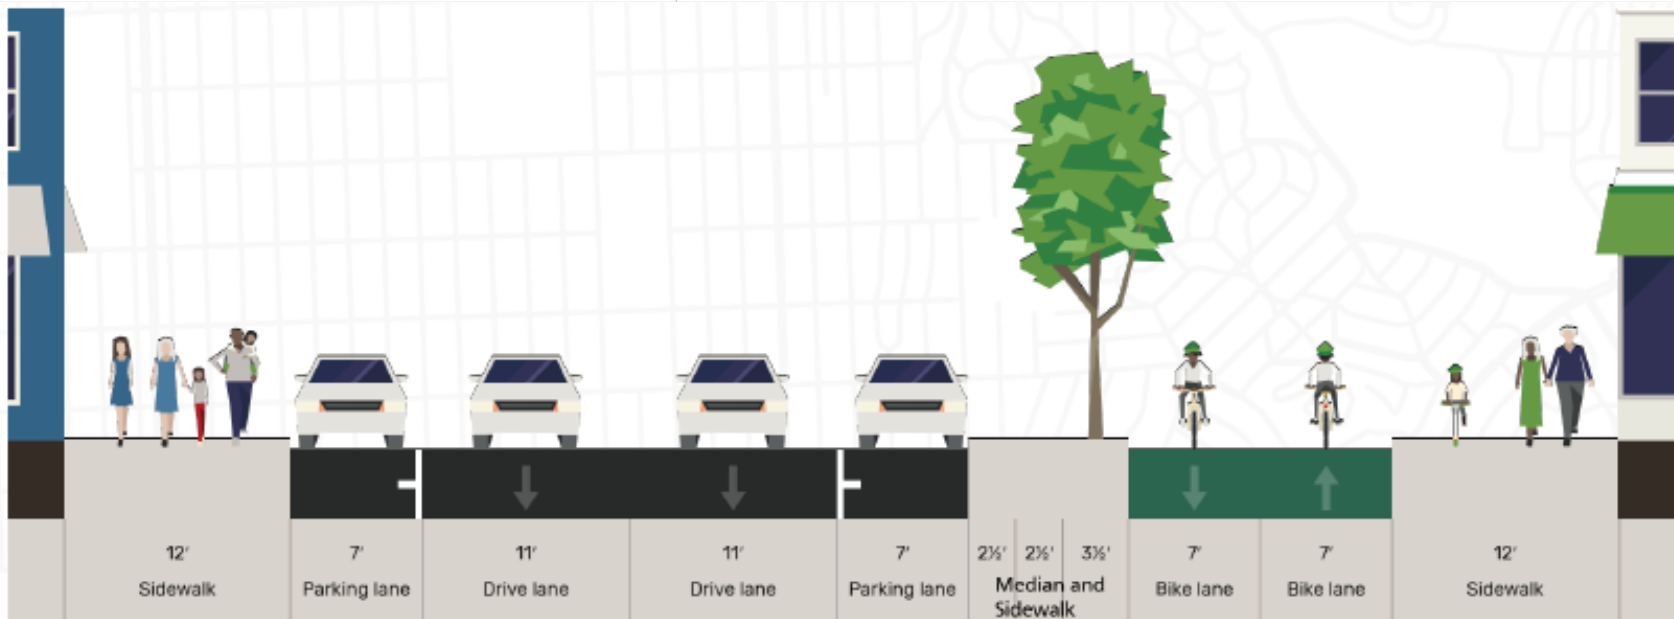 12' 7' 11' 11' 7' 2½' 2½' 3½' 7' 7' 12'
Sidewalk Parking lane Drive lane Drive lane Parking lane Median and Sidewalk Bike lane Bike lane Sidewalk